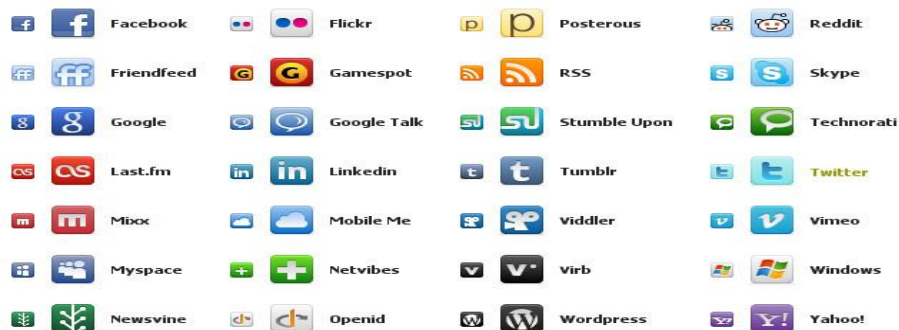 Facebook Flickr Posterous Reddit
Friendfeed Gamespot RSS Skype
Google Google Talk Stumble Upon Technorati
Last.fm Linkedin Tumblr Twitter
Mixx Mobile Me Viddler Vimeo
Myspace Netvibes Virb Windows
Newsvine Openid Wordpress Yahoo!